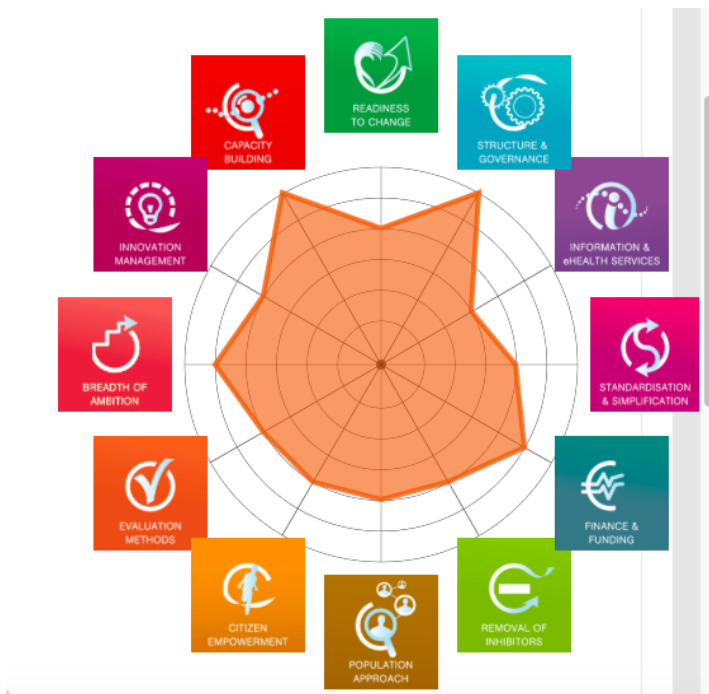 READINESS
TO CHANGE
STRUCTURE &
GOVERNANCE
INFORMATION &
eHEALTH SERVICES
STANDARDISATION
& SIMPLIFICATION
FINANCE &
FUNDING
REMOVAL OF
INHIBITORS
POPULATION
APPROACH
CITIZEN
EMPOWERMENT
EVALUATION
METHODS
BREADTH OF
AMBITION
INNOVATION
MANAGEMENT
CAPACITY
BUILDING